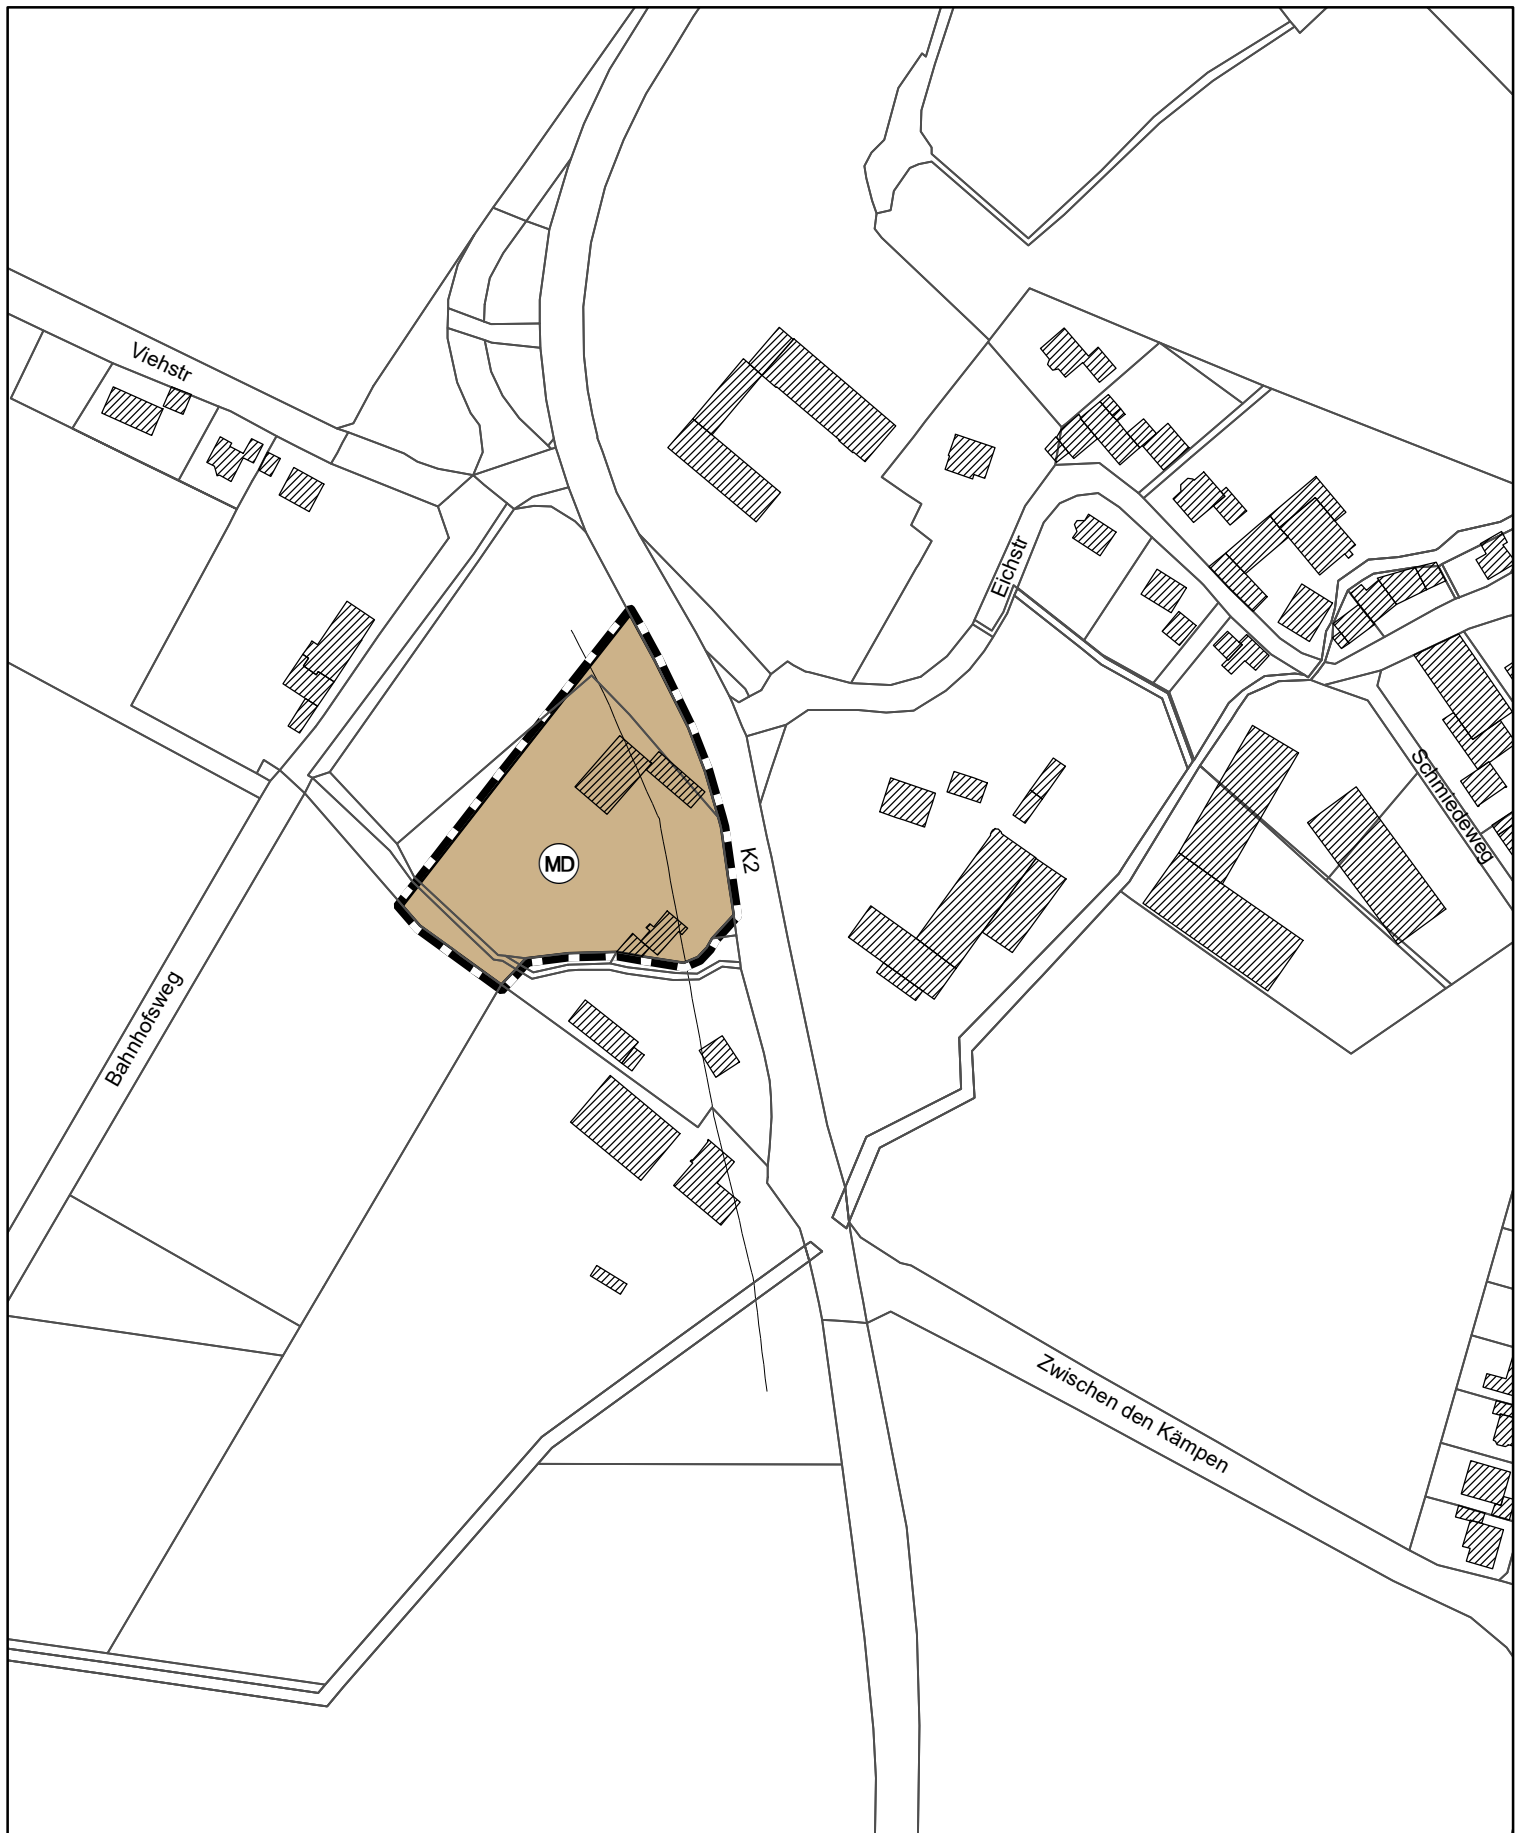 Viehstr
Eichstr
Schmiedeweg
K2
MD
Bahnhofsweg
Zwischen den Kämpen